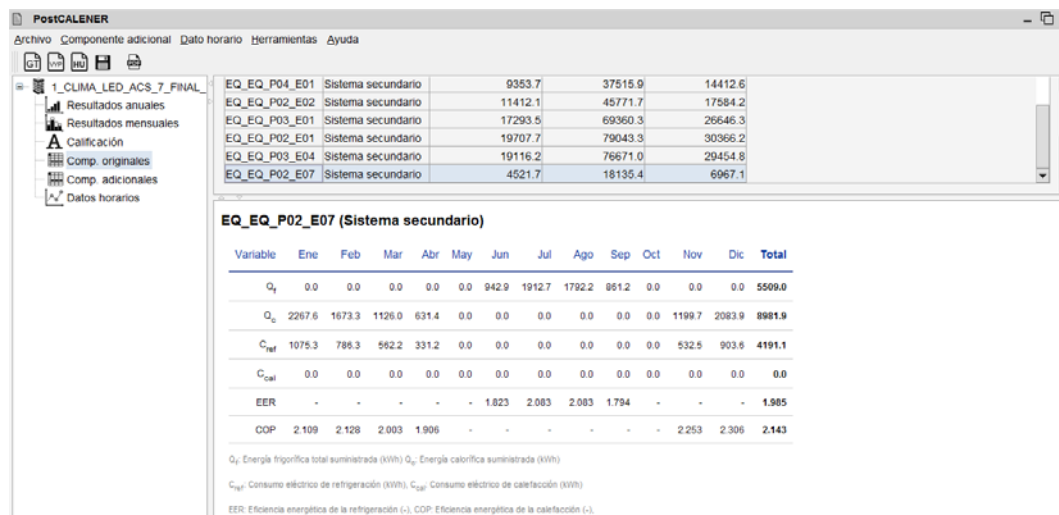 PostCALENER
Archivo Componente adicional Dato horario Herramientas Ayuda
GT VYP HU
1_CLIMA_LED_ACS_7_FINAL_
Resultados anuales
Resultados mensuales
Calificación
Comp. originales
Comp. adicionales
Datos horarios
EQ_EQ_P04_E01 Sistema secundario 9353.7 37515.9 14412.6
EQ_EQ_P02_E02 Sistema secundario 11412.1 45771.7 17584.2
EQ_EQ_P03_E01 Sistema secundario 17293.5 69360.3 26646.3
EQ_EQ_P02_E01 Sistema secundario 19707.7 79043.3 30366.2
EQ_EQ_P03_E04 Sistema secundario 19116.2 76671.0 29454.8
EQ_EQ_P02_E07 Sistema secundario 4521.7 18135.4 6967.1
EQ_EQ_P02_E07 (Sistema secundario)
Variable Ene Feb Mar Abr May Jun Jul Ago Sep Oct Nov Dic Total
Qf 0.0 0.0 0.0 0.0 0.0 942.9 1912.7 1792.2 861.2 0.0 0.0 0.0 5509.0
Qc 2267.6 1673.3 1126.0 631.4 0.0 0.0 0.0 0.0 0.0 0.0 1199.7 2083.9 8981.9
Cref 1075.3 786.3 562.2 331.2 0.0 0.0 0.0 0.0 0.0 0.0 532.5 903.6 4191.1
Ccal 0.0 0.0 0.0 0.0 0.0 0.0 0.0 0.0 0.0 0.0 0.0 0.0 0.0
EER - - - - - 1.823 2.083 2.083 1.794 - - - 1.985
COP 2.109 2.128 2.003 1.906 - - - - - - 2.253 2.306 2.143
Qf: Energía frigorífica total suministrada (kWh) Qc: Energía calorífica suministrada (kWh)
Cref: Consumo eléctrico de refrigeración (kWh), Ccal: Consumo eléctrico de calefacción (kWh)
EER: Eficiencia energética de la refrigeración (-), COP: Eficiencia energética de la calefacción (-),